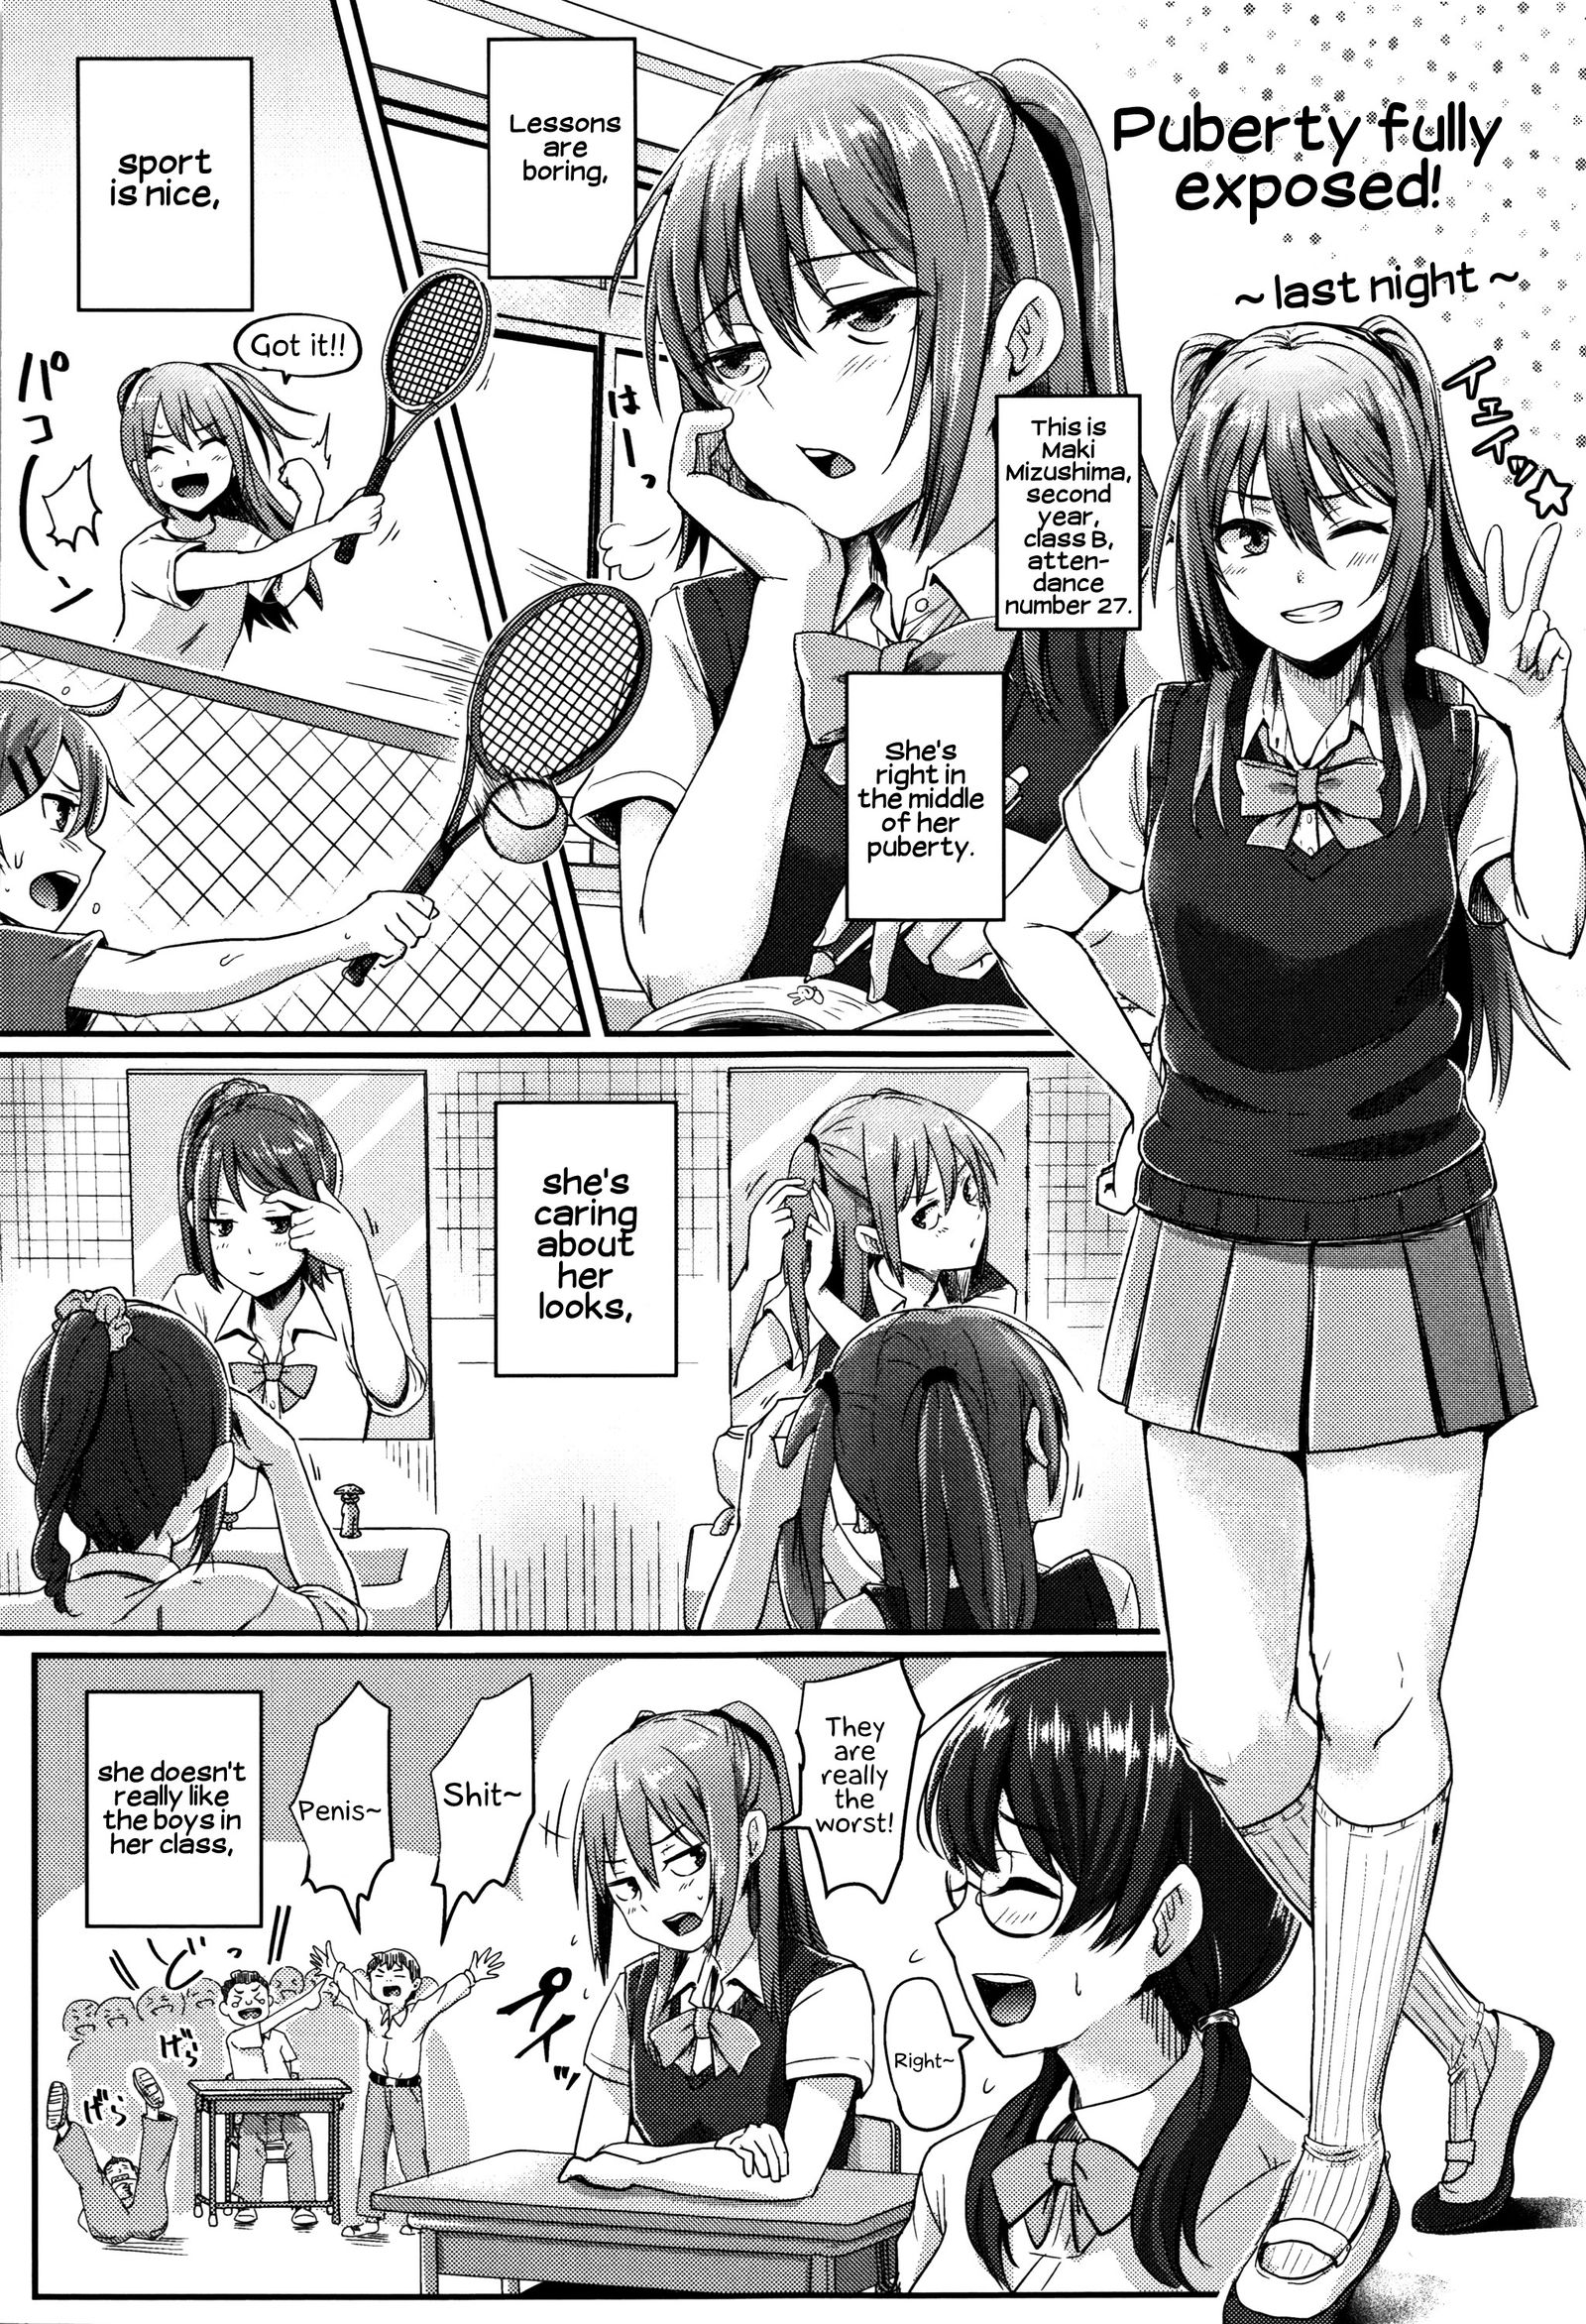 Puberty fully
exposed!
~ last night ~
イェイッ☆
This is
Maki
Mizushima,
second
year,
class B,
atten-
dance
number 27.
She's
right in
the middle
of her
puberty.
Lessons
are
boring,
はーっ
sport
is nice,
Got it!!
パコーン
she's
caring
about
her
looks,
They
are
really
the
worst!
Right~
Shit~
Penis~
she doesn't
really like
the boys in
her class,
どっ
げら
げら